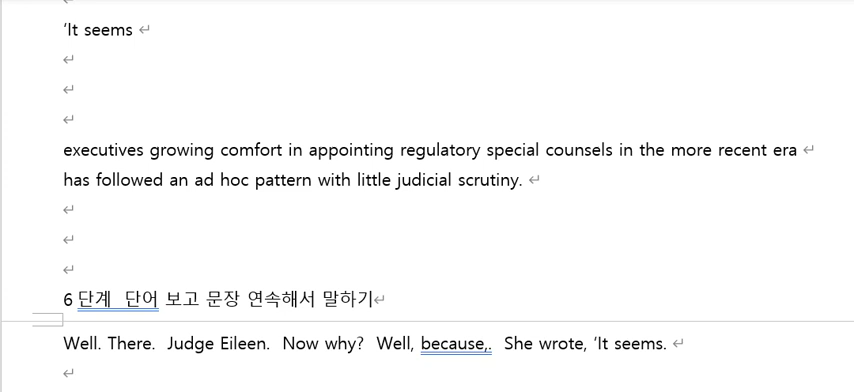 ‘It seems
executives growing comfort in appointing regulatory special counsels in the more recent era
has followed an ad hoc pattern with little judicial scrutiny.
6 단계  단어 보고 문장 연속해서 말하기
Well. There.  Judge Eileen.  Now why?  Well, because,.  She wrote, ‘It seems.